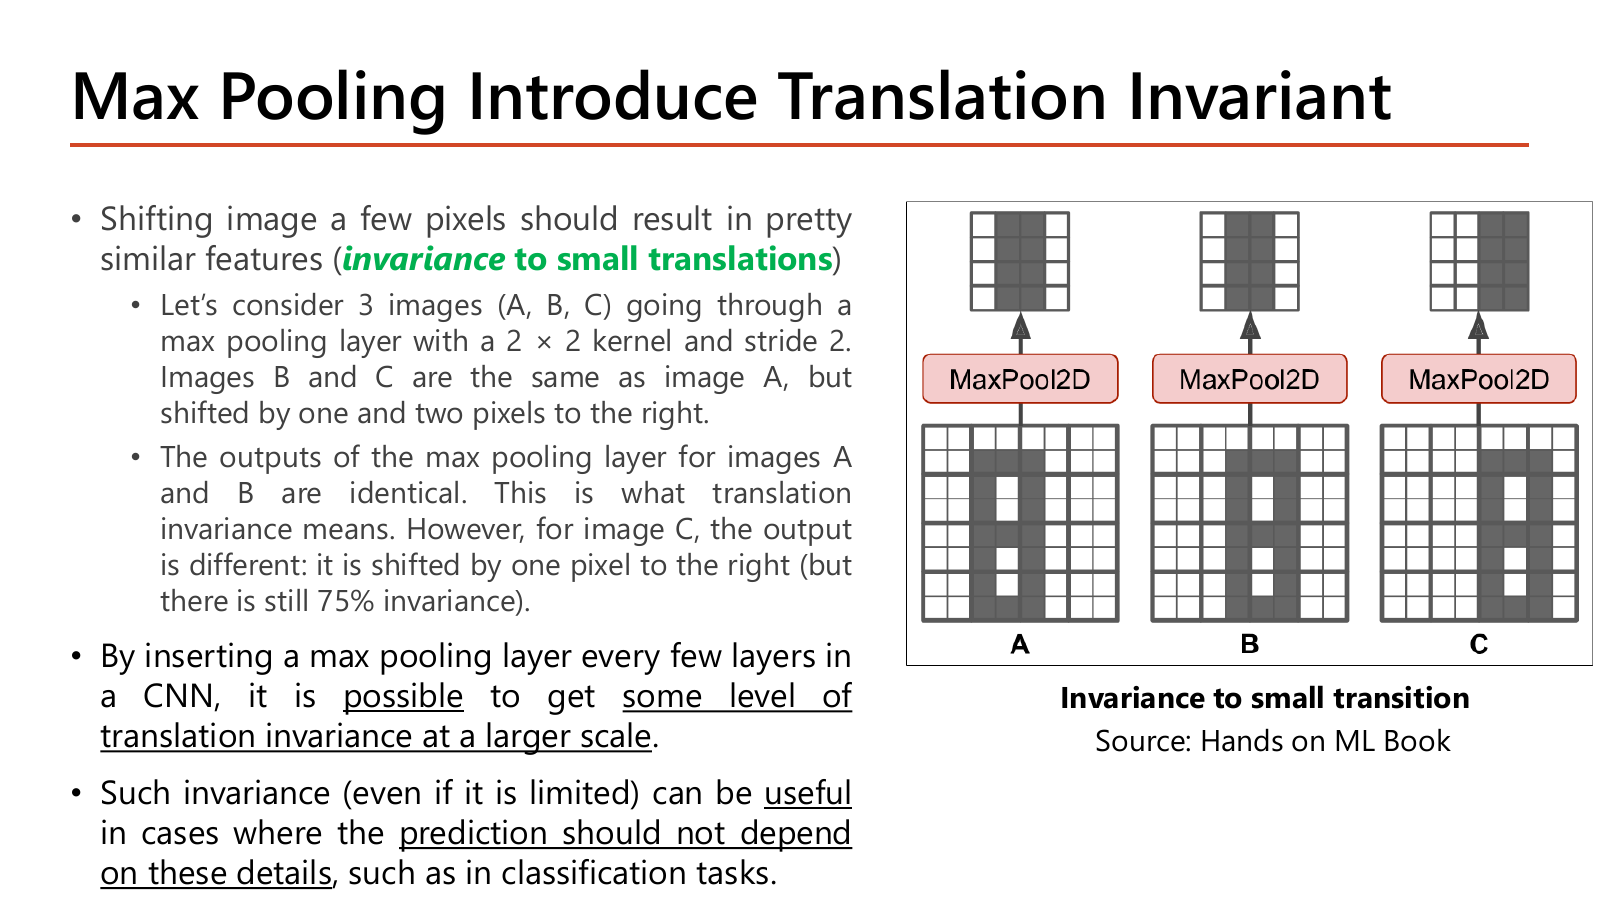 Max Pooling Introduce Translation Invariant
• Shifting image a few pixels should result in pretty
similar features (invariance to small translations)
• Let’s consider 3 images (A, B, C) going through a
max pooling layer with a 2 × 2 kernel and stride 2.
Images B and C are the same as image A, but
shifted by one and two pixels to the right.
• The outputs of the max pooling layer for images A
and B are identical. This is what translation
invariance means. However, for image C, the output
is different: it is shifted by one pixel to the right (but
there is still 75% invariance).
• By inserting a max pooling layer every few layers in
a CNN, it is possible to get some level of
translation invariance at a larger scale.
• Such invariance (even if it is limited) can be useful
in cases where the prediction should not depend
on these details, such as in classification tasks.
MaxPool2D MaxPool2D MaxPool2D
A B C
Invariance to small transition
Source: Hands on ML Book